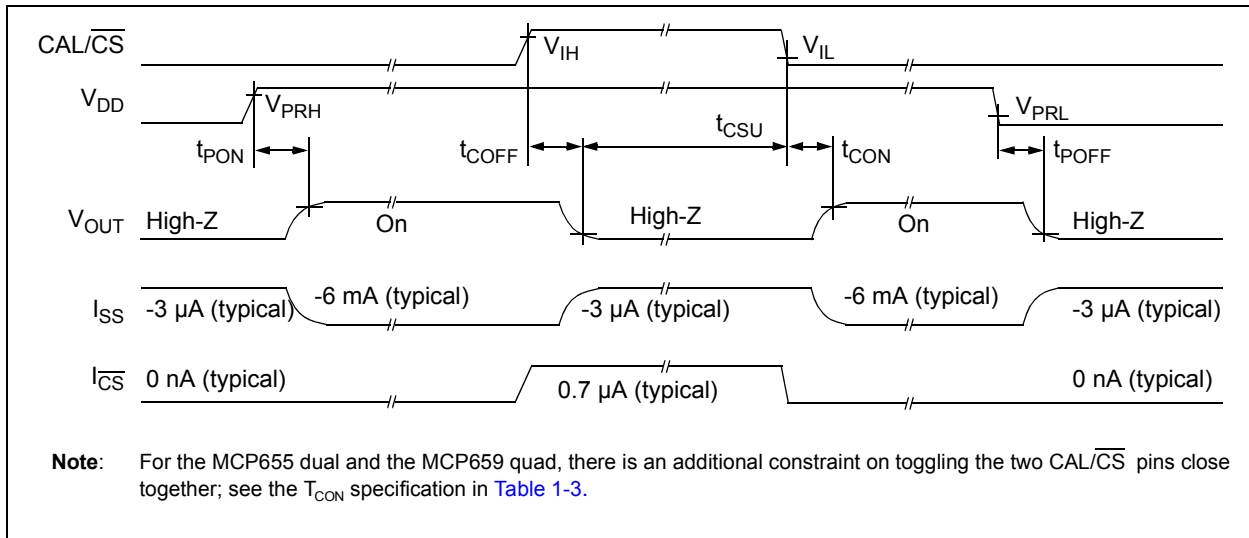 CAL/CS
V_IH
V_IL
V_DD
V_PRH
V_PRL
t_PON
t_COFF
t_CSU
t_CON
t_POFF
V_OUT
High-Z
On
High-Z
On
High-Z
I_SS
-3 µA (typical)
-6 mA (typical)
-3 µA (typical)
-6 mA (typical)
-3 µA (typical)
I_CS
0 nA (typical)
0.7 µA (typical)
0 nA (typical)
Note: For the MCP655 dual and the MCP659 quad, there is an additional constraint on toggling the two CAL/CS pins close
together; see the T_CON specification in Table 1-3.